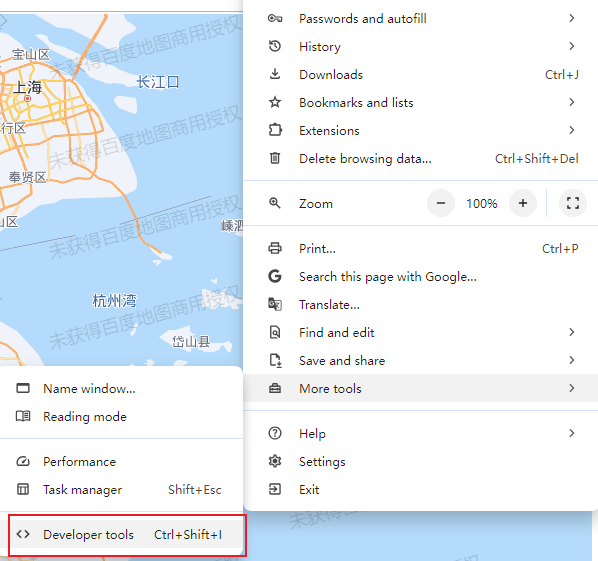 宝山区
上海
行区
奉贤区
山区
长江口
嵊泗
杭州湾
岱山县
未获得百度地图商用授权
未获得百度地图商用授权
未获得百度地图商用授权
未获得百度地图商用授权
未获得百度地图商用授权
Passwords and autofill
History
Downloads Ctrl+J
Bookmarks and lists
Extensions
Delete browsing data... Ctrl+Shift+Del
Zoom − 100% +
Print... Ctrl+P
Search this page with Google...
Translate...
Find and edit
Save and share
More tools
Help
Settings
Exit
Name window...
Reading mode
Performance
Task manager Shift+Esc
Developer tools Ctrl+Shift+I